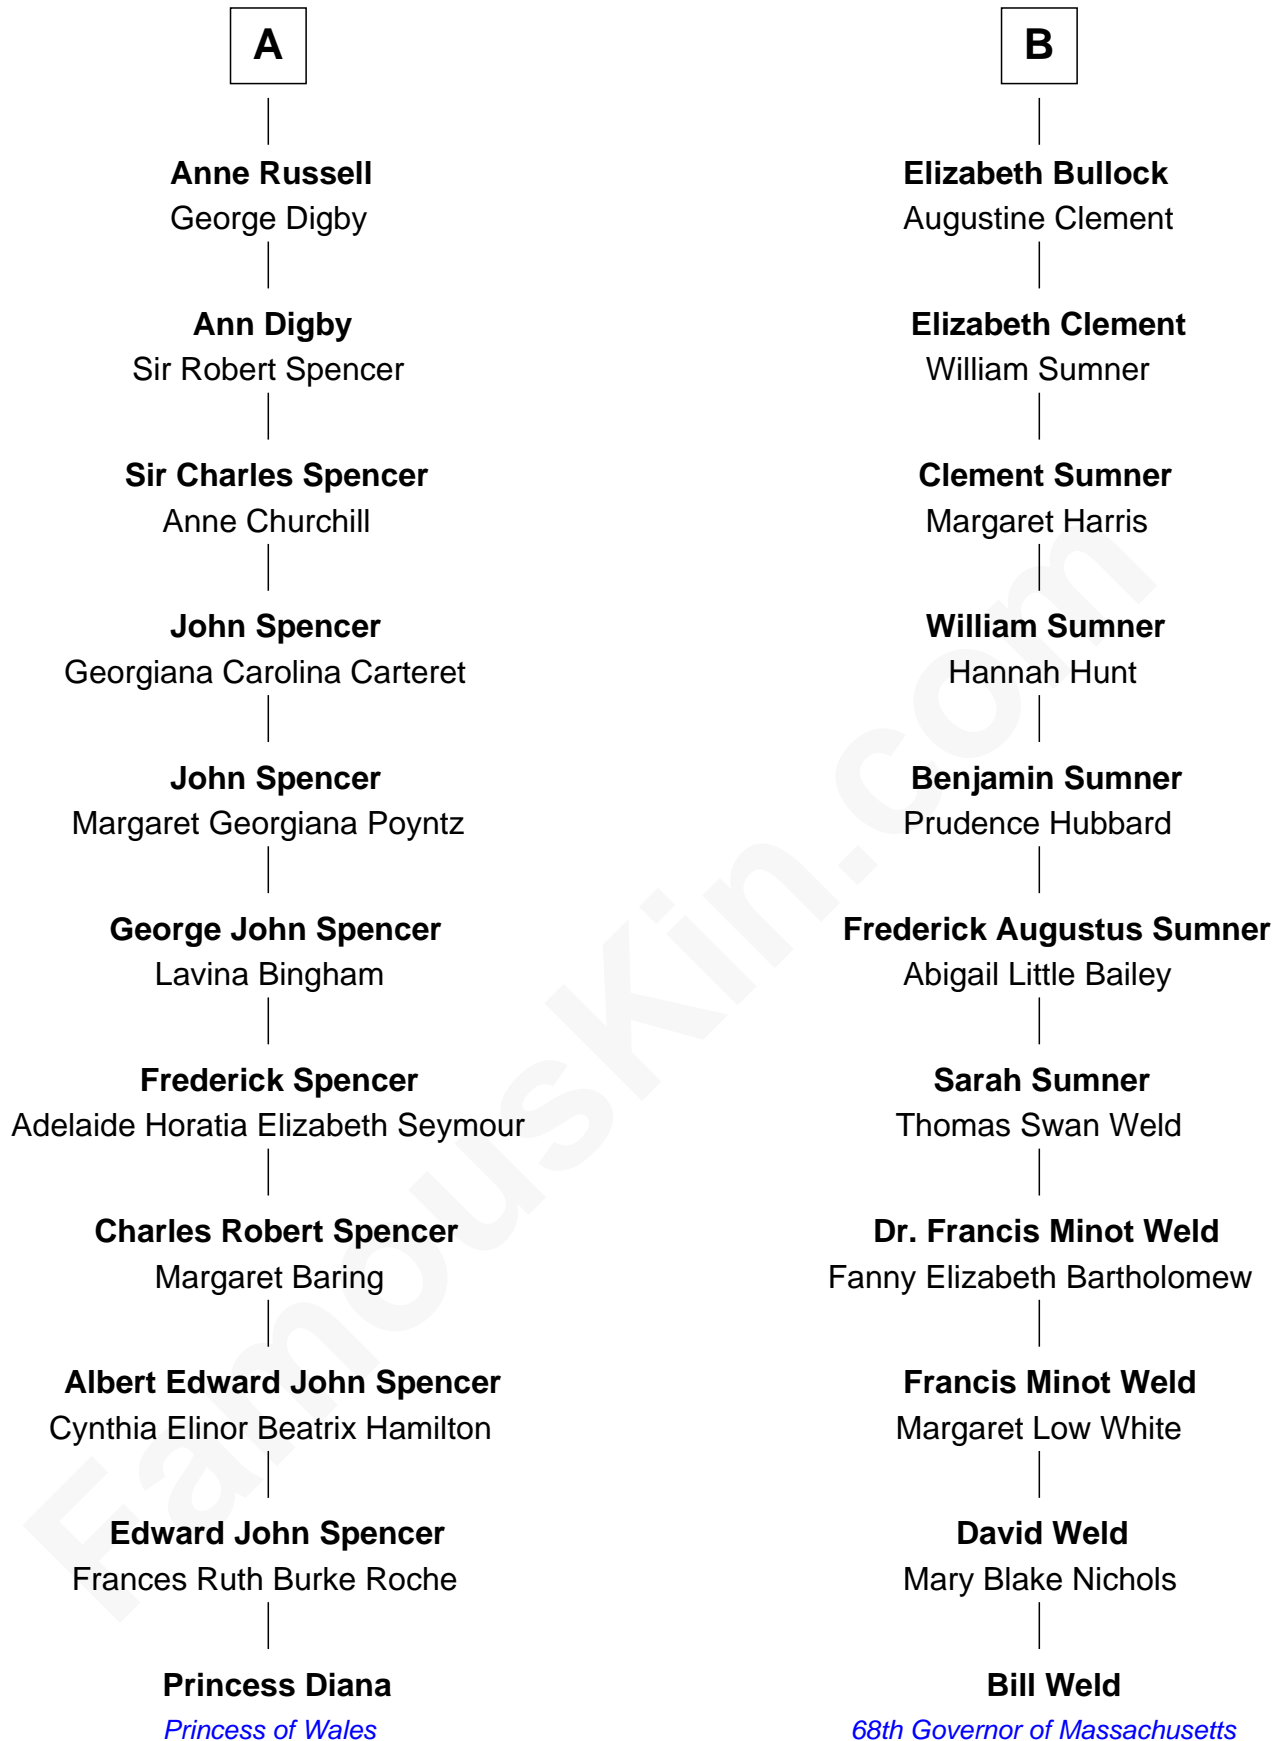 A
Anne Russell
George Digby
Ann Digby
Sir Robert Spencer
Sir Charles Spencer
Anne Churchill
John Spencer
Georgiana Carolina Carteret
John Spencer
Margaret Georgiana Poyntz
George John Spencer
Lavina Bingham
Frederick Spencer
Adelaide Horatia Elizabeth Seymour
Charles Robert Spencer
Margaret Baring
Albert Edward John Spencer
Cynthia Elinor Beatrix Hamilton
Edward John Spencer
Frances Ruth Burke Roche
Princess Diana
Princess of Wales
B
Elizabeth Bullock
Augustine Clement
Elizabeth Clement
William Sumner
Clement Sumner
Margaret Harris
William Sumner
Hannah Hunt
Benjamin Sumner
Prudence Hubbard
Frederick Augustus Sumner
Abigail Little Bailey
Sarah Sumner
Thomas Swan Weld
Dr. Francis Minot Weld
Fanny Elizabeth Bartholomew
Francis Minot Weld
Margaret Low White
David Weld
Mary Blake Nichols
Bill Weld
68th Governor of Massachusetts
FamousKin.com